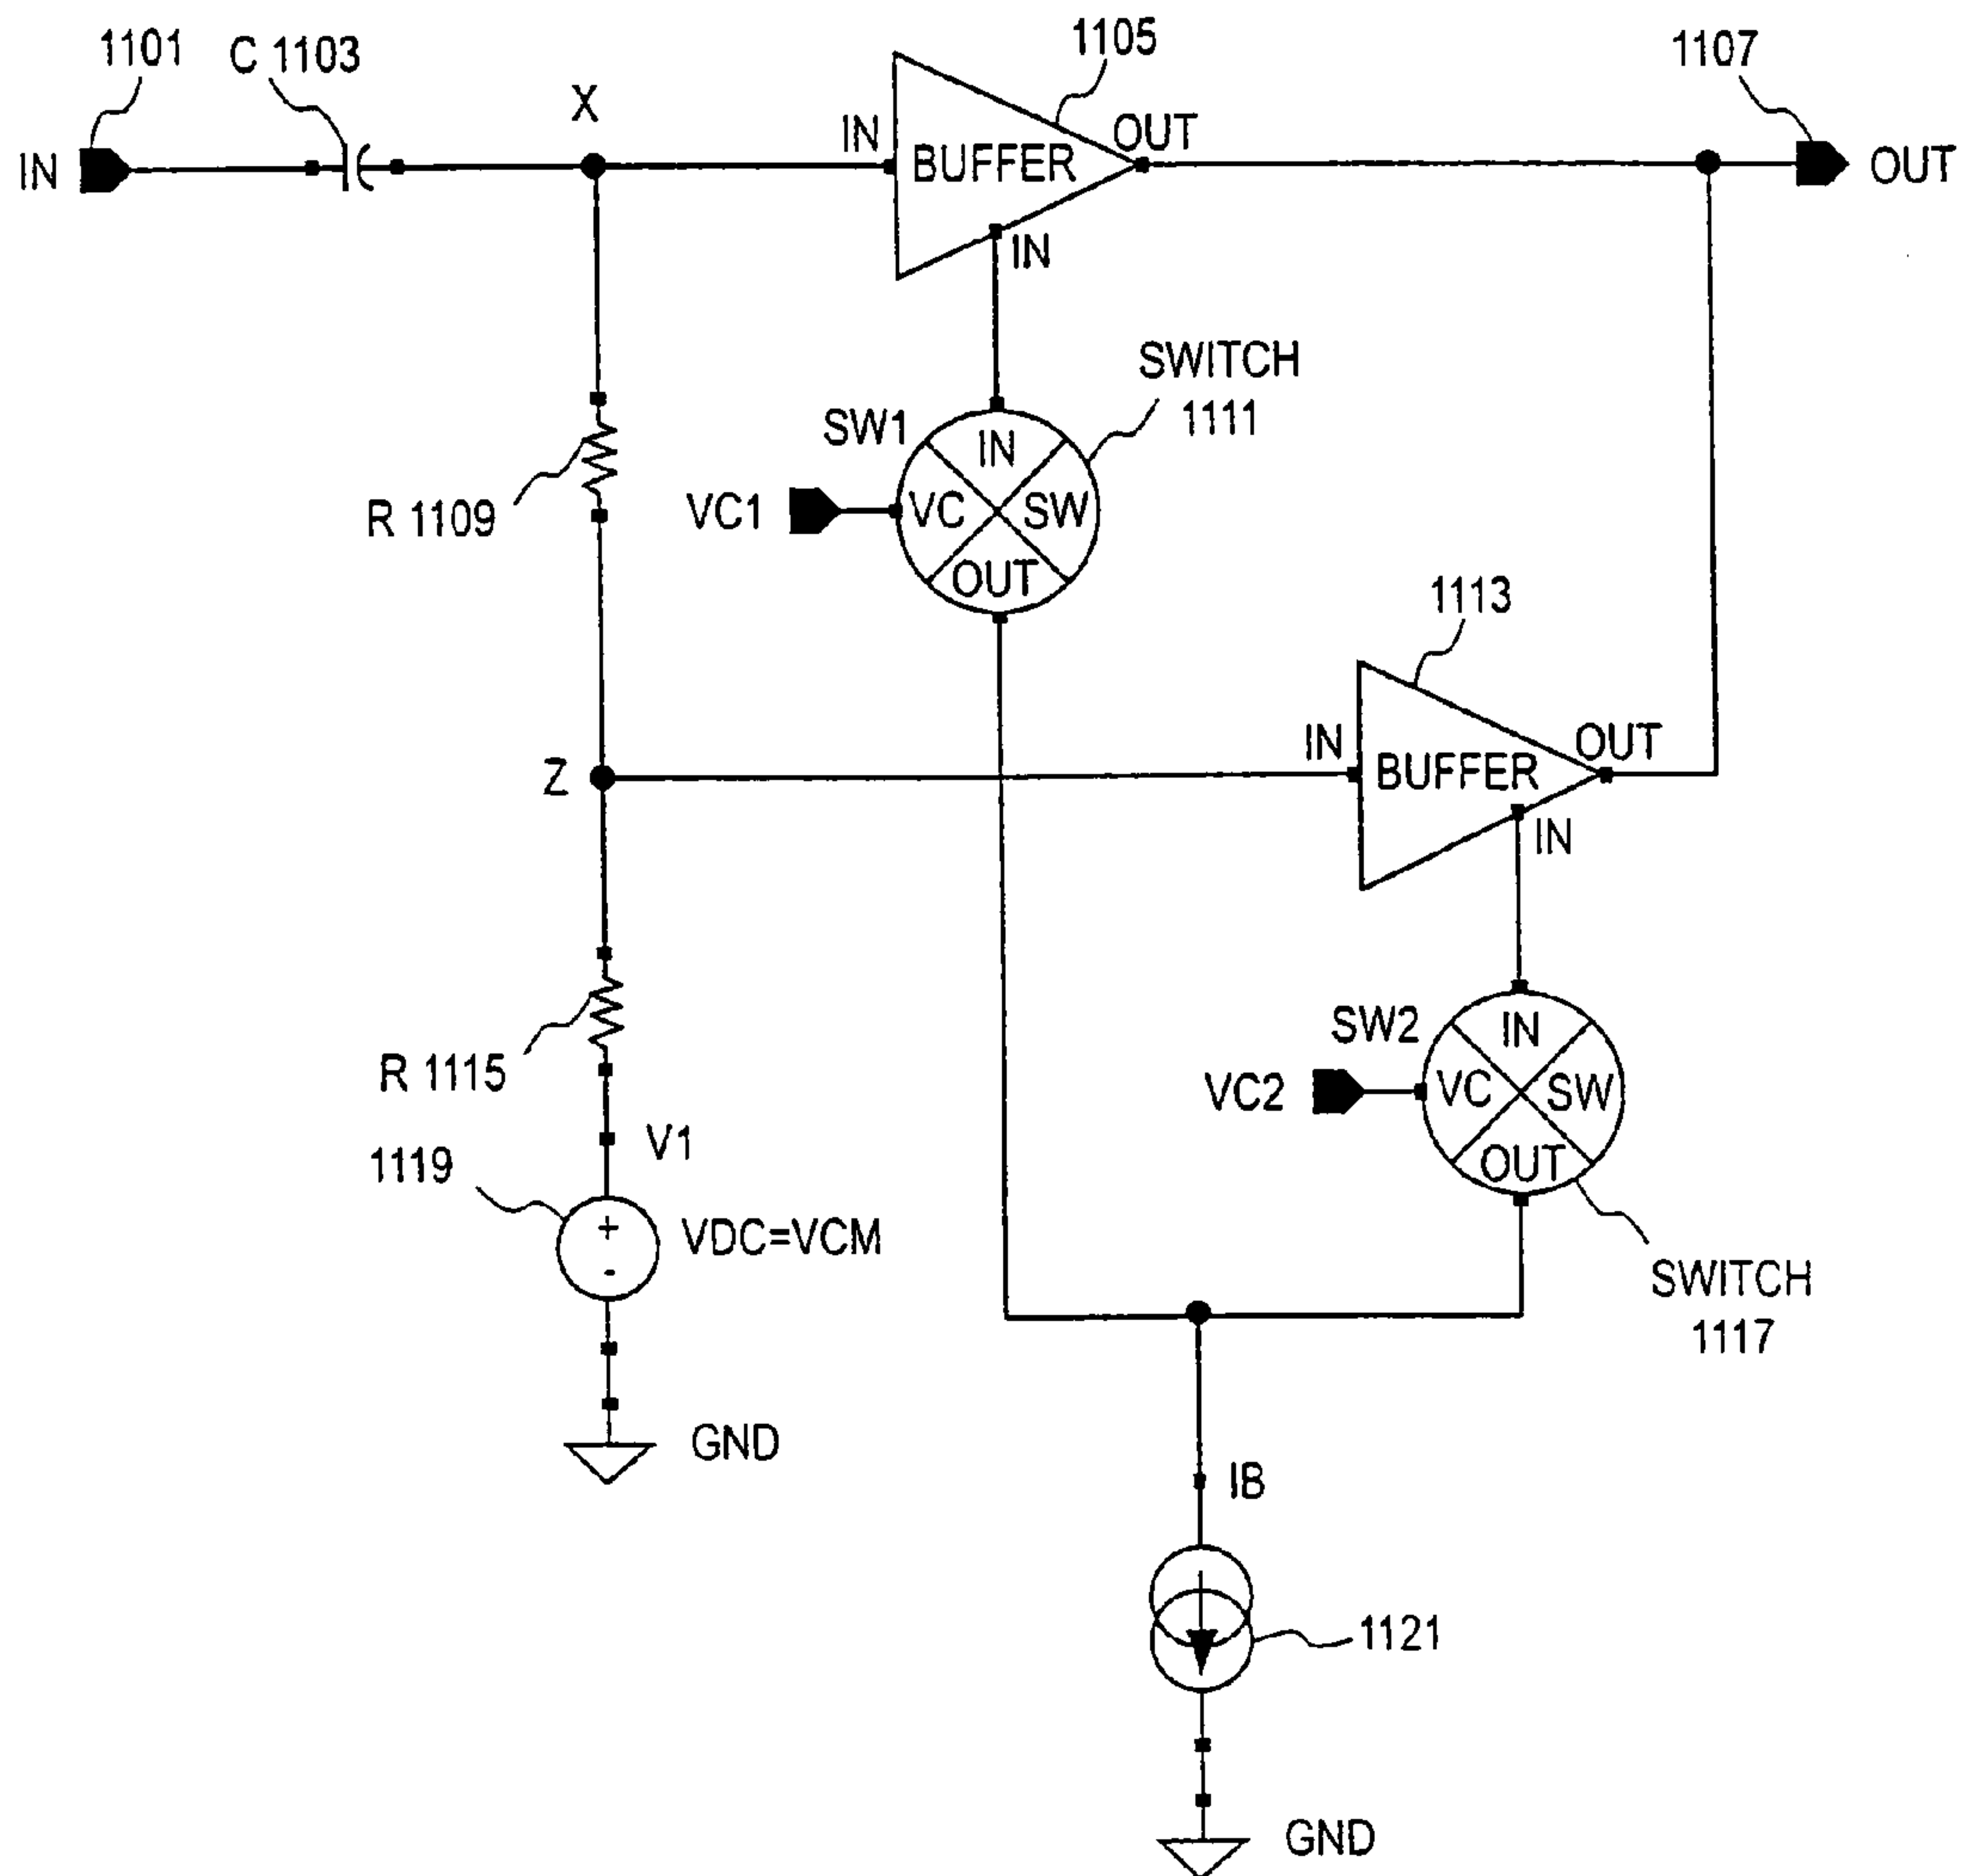 1101
C 1103
X
1105
1107
IN
IN
BUFFER
OUT
OUT
IN
SWITCH
1111
SW1
IN
VC1
VC
SW
OUT
R 1109
1113
Z
IN
BUFFER
OUT
IN
SW2
IN
R 1115
VC2
VC
SW
OUT
V1
1119
+
-
VDC=VCM
SWITCH
1117
GND
IB
1121
GND